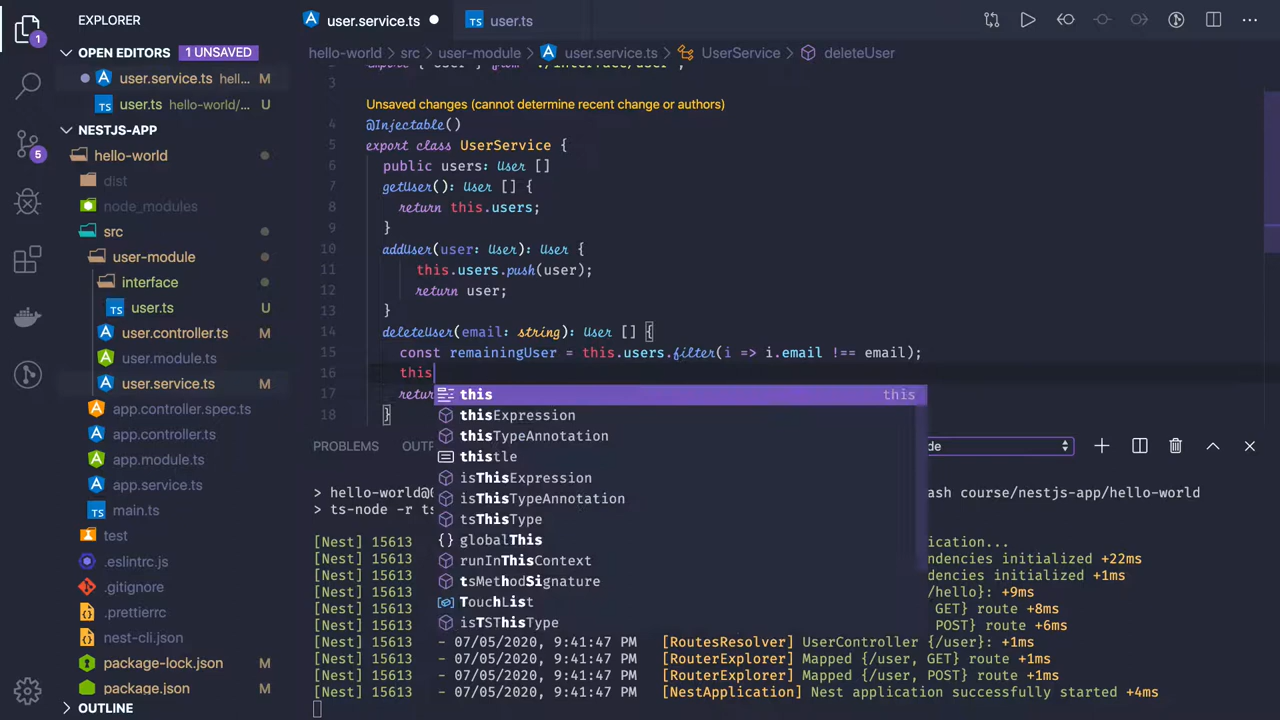 EXPLORER
user.service.ts
TS user.ts
OPEN EDITORS 1 UNSAVED
user.service.ts hell... M
TS user.ts hello-world/... U
NESTJS-APP
hello-world
dist
node_modules
src
user-module
interface
TS user.ts U
user.controller.ts M
user.module.ts
user.service.ts M
app.controller.spec.ts
app.controller.ts
app.module.ts
app.service.ts
TS main.ts
test
.eslintrc.js
.gitignore
.prettierrc
nest-cli.json
package-lock.json M
package.json M
OUTLINE
1
5
hello-world > src > user-module > user.service.ts > UserService > deleteUser
3
Unsaved changes (cannot determine recent change or authors)
4 @Injectable()
5 export class UserService {
6 public users: User []
7 getUser(): User [] {
8 return this.users;
9 }
10 addUser(user: User): User {
11 this.users.push(user);
12 return user;
13 }
14 deleteUser(email: string): User [] {
15 const remainingUser = this.users.filter(i => i.email !== email);
16 this
17 retur
18 }
this this
thisExpression
thisTypeAnnotation
thistle
isThisExpression
isThisTypeAnnotation
tsThisType
globalThis
runInThisContext
tsMethodSignature
TouchList
isTSThisType
PROBLEMS OUTP de
> hello-world@0 ash course/nestjs-app/hello-world
> ts-node -r ts
[Nest] 15613 ication...
[Nest] 15613 ndencies initialized +22ms
[Nest] 15613 ndencies initialized +1ms
[Nest] 15613 /hello}: +9ms
[Nest] 15613 GET} route +8ms
[Nest] 15613 POST} route +6ms
[Nest] 15613 - 07/05/2020, 9:41:47 PM [RoutesResolver] UserController {/user}: +1ms
[Nest] 15613 - 07/05/2020, 9:41:47 PM [RouterExplorer] Mapped {/user, GET} route +1ms
[Nest] 15613 - 07/05/2020, 9:41:47 PM [RouterExplorer] Mapped {/user, POST} route +1ms
[Nest] 15613 - 07/05/2020, 9:41:47 PM [NestApplication] Nest application successfully started +4ms